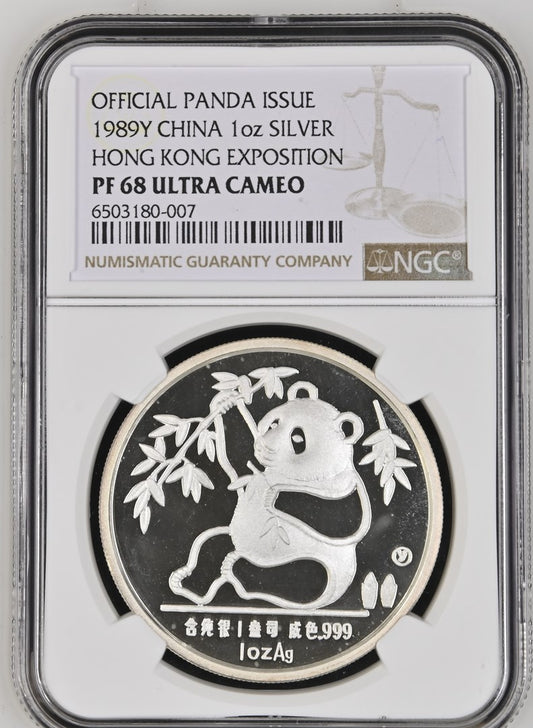 OFFICIAL PANDA ISSUE
1989Y CHINA 1oz SILVER
HONG KONG EXPOSITION
PF 68 ULTRA CAMEO
6503180-007
NUMISMATIC GUARANTY COMPANY
NGC®
y
含纯银1盎司 成色.999
1ozAg